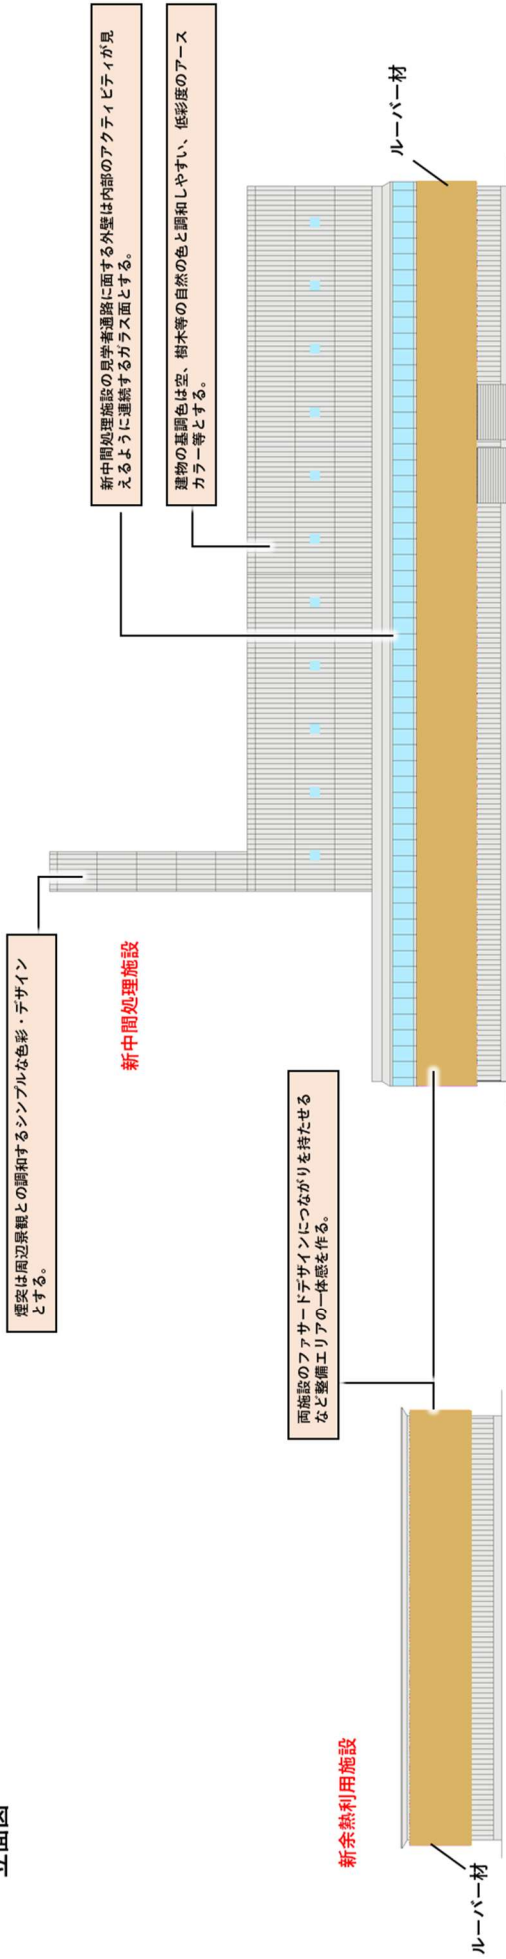 立面図
煙突は周辺景観との調和するシンプルな色彩・デザイン
とする。
新中間処理施設の見学者通路に面する外壁は内部のアクティビティが見
えるように連続するガラス面とする。
建物の基調色は空、樹木等の自然の色と調和しやすい、低彩度のアース
カラー等とする。
新中間処理施設
両施設のファサードデザインにつながりを持たせる
など整備エリアの一体感を作る。
新余熱利用施設
ルーバー材
ルーバー材